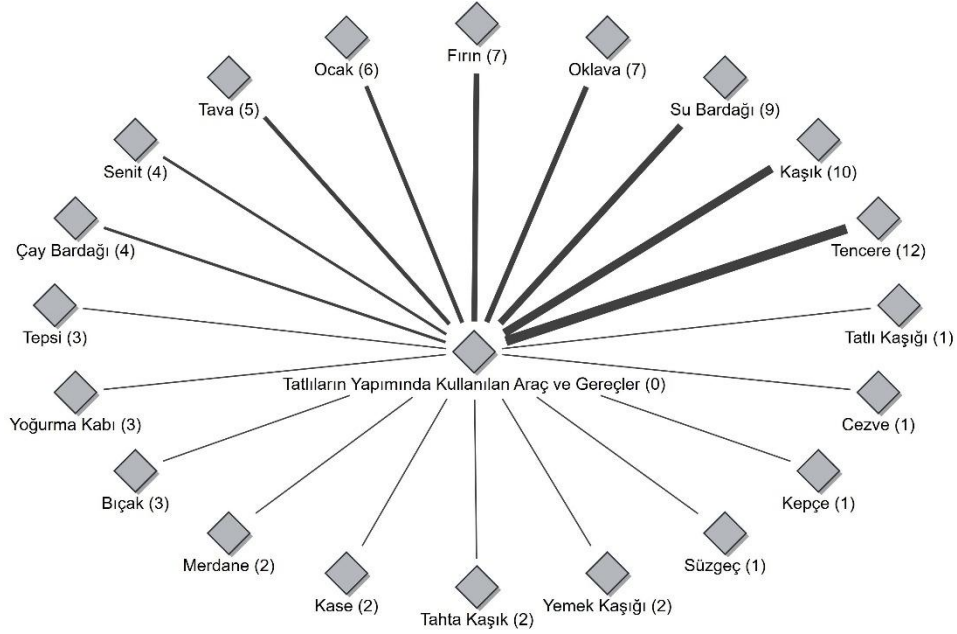 Fırın (7)
Ocak (6)
Oklava (7)
Tava (5)
Su Bardağı (9)
Senit (4)
Kaşık (10)
Çay Bardağı (4)
Tencere (12)
Tepsi (3)
Tatlı Kaşığı (1)
Tatlıların Yapımında Kullanılan Araç ve Gereçler (0)
Yoğurma Kabı (3)
Cezve (1)
Bıçak (3)
Kepçe (1)
Merdane (2)
Süzgeç (1)
Kase (2)
Tahta Kaşık (2)
Yemek Kaşığı (2)